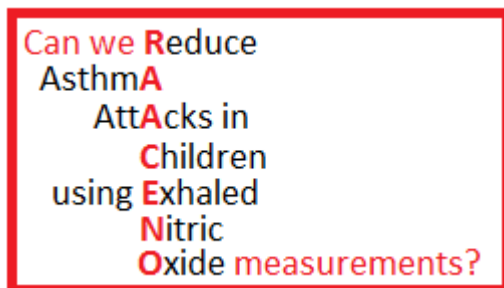 Can we Reduce
AsthmA
AttAcks in
Children
using Exhaled
Nitric
Oxide measurements?